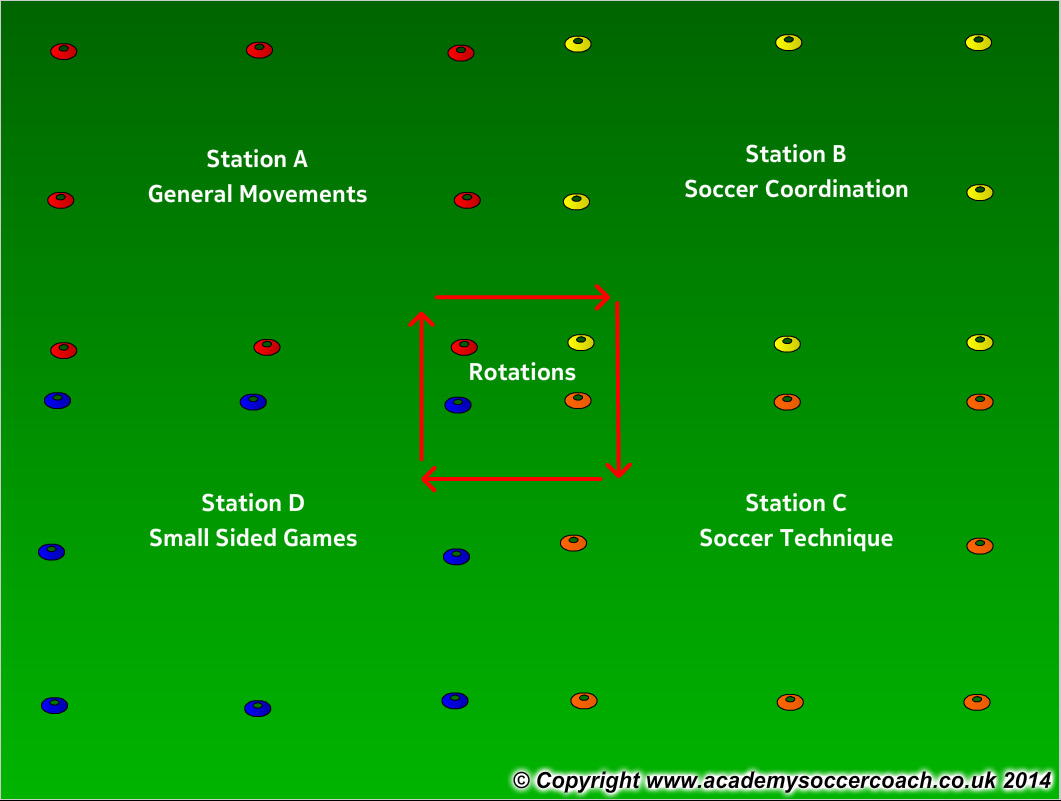 Station A
General Movements
Station B
Soccer Coordination
Rotations
Station D
Small Sided Games
Station C
Soccer Technique
© Copyright www.academysoccercoach.co.uk 2014